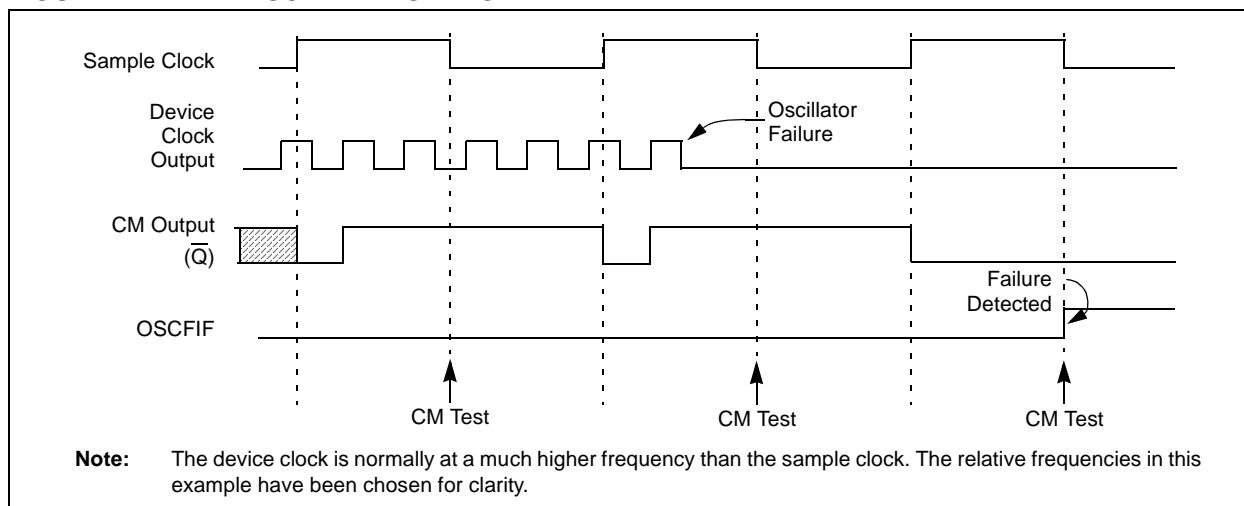 Sample Clock
Device
Clock
Output
Oscillator
Failure
CM Output
(Q̅)
Failure
Detected
OSCFIF
CM Test
CM Test
CM Test
Note: The device clock is normally at a much higher frequency than the sample clock. The relative frequencies in this
example have been chosen for clarity.